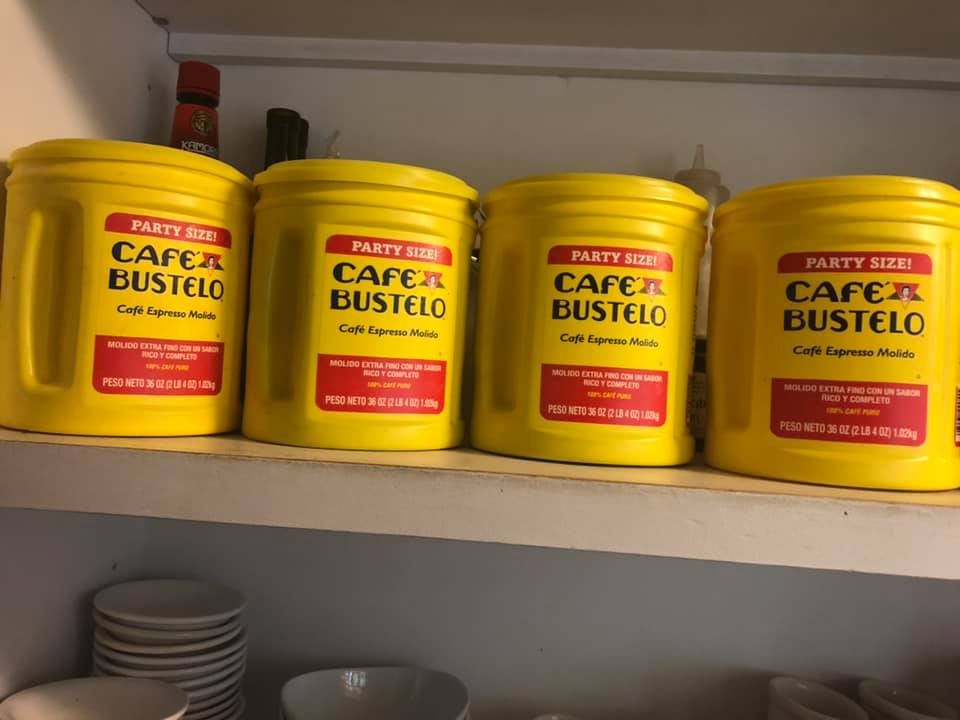 KAMO
PARTY SIZE!
CAFÉ
BUSTELO
Café Espresso Molido
MOLIDO EXTRA FINO CON UN SABOR
RICO Y COMPLETO
100% CAFÉ PURO
PESO NETO 36 OZ (2 LB 4 OZ) 1.02kg
PARTY SIZE!
CAFÉ
BUSTELO
Café Espresso Molido
MOLIDO EXTRA FINO CON UN SABOR
RICO Y COMPLETO
100% CAFÉ PURO
PESO NETO 36 OZ (2 LB 4 OZ) 1.02kg
PARTY SIZE!
CAFÉ
BUSTELO
Café Espresso Molido
MOLIDO EXTRA FINO CON UN SABOR
RICO Y COMPLETO
100% CAFÉ PURO
PESO NETO 36 OZ (2 LB 4 OZ) 1.02kg
PARTY SIZE!
CAFÉ
BUSTELO
Café Espresso Molido
MOLIDO EXTRA FINO CON UN SABOR
RICO Y COMPLETO
100% CAFÉ PURO
PESO NETO 36 OZ (2 LB 4 OZ) 1.02kg